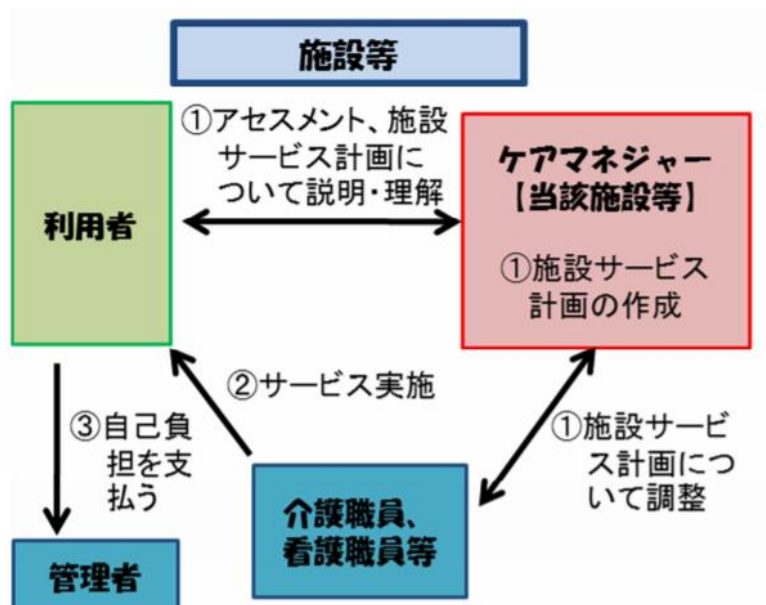 施設等
①アセスメント、施設
サービス計画に
ついて説明・理解
利用者
ケアマネジャー
【当該施設等】
①施設サービス
計画の作成
②サービス実施
③自己負
担を支
払う
①施設サービ
ス計画につ
いて調整
介護職員、
看護職員等
管理者